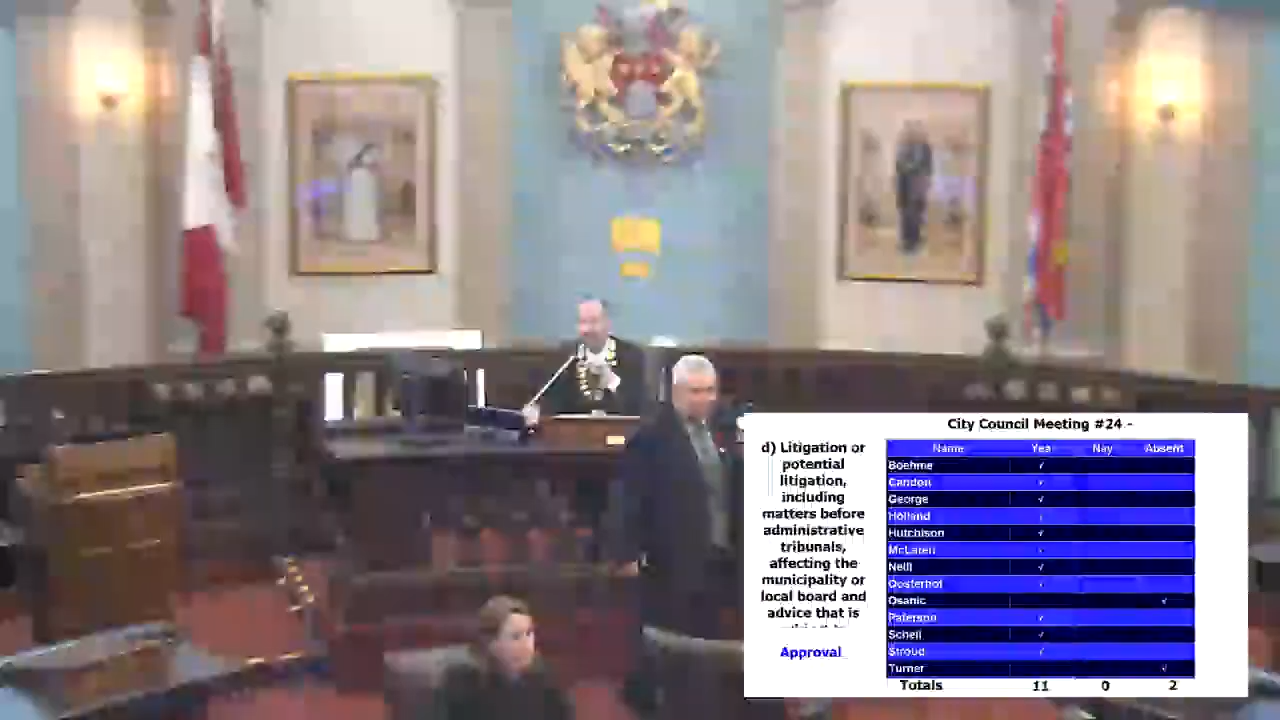 City Council Meeting #24 -
d) Litigation or
potential
litigation,
including
matters before
administrative
tribunals,
affecting the
municipality or
local board and
advice that is
Approval
Name Yea Nay Absent
Boehme √
Candon √
George √
Holland √
Hutchison √
McLaren √
Neill √
Oosterhof √
Osanic √
Paterson √
Schell √
Stroud √
Turner √
Totals 11 0 2